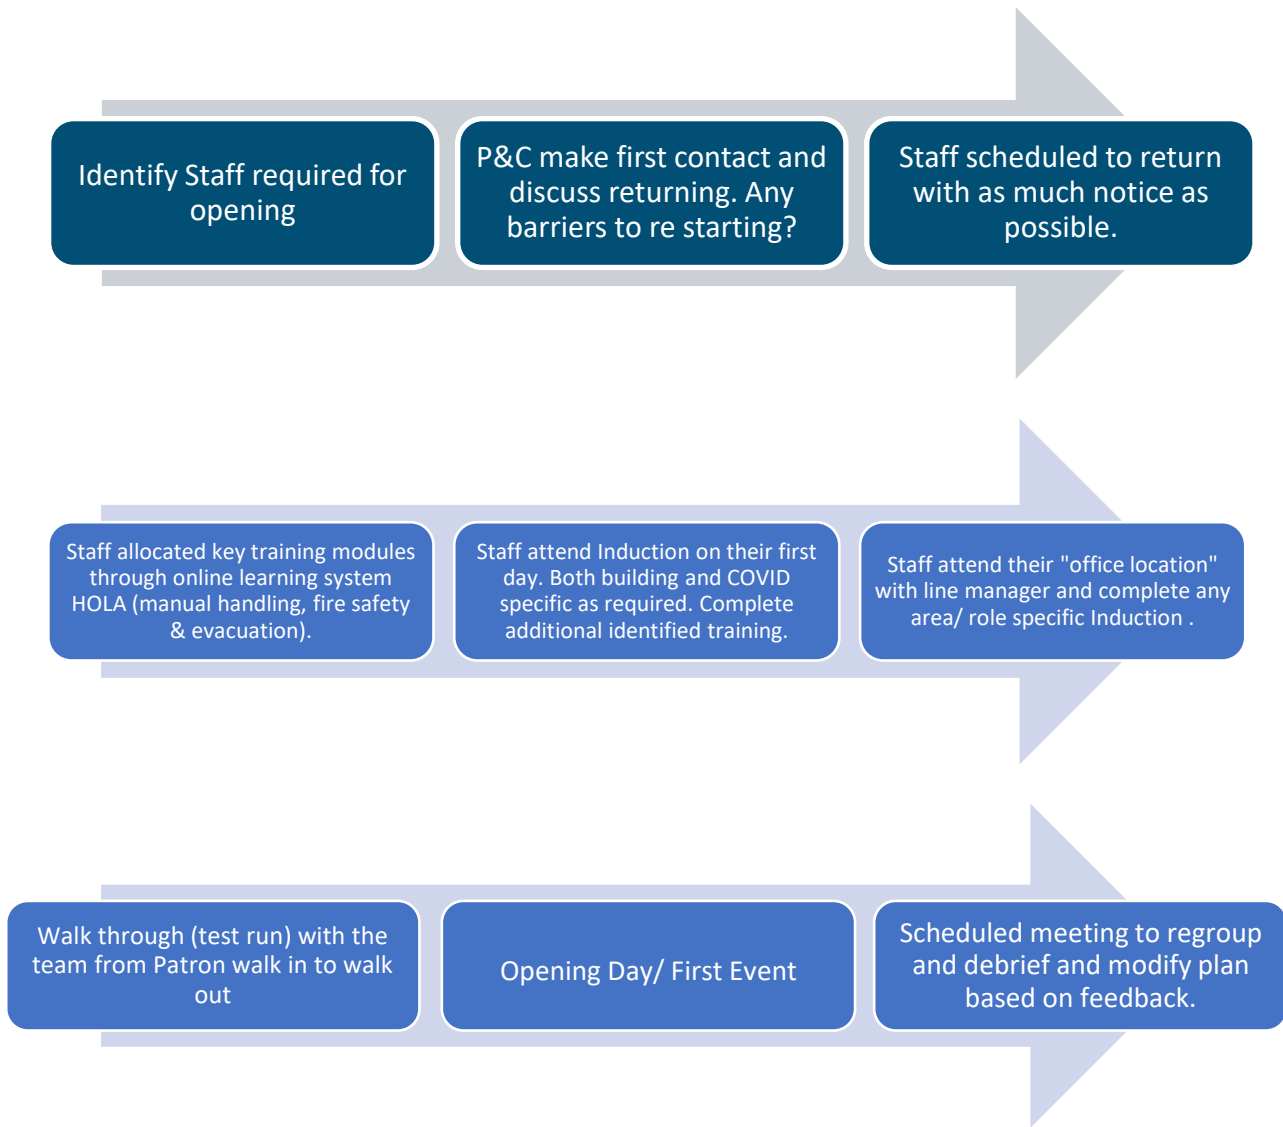 Identify Staff required for
opening
P&C make first contact and
discuss returning. Any
barriers to re starting?
Staff scheduled to return
with as much notice as
possible.
Staff allocated key training modules
through online learning system
HOLA (manual handling, fire safety
& evacuation).
Staff attend Induction on their first
day. Both building and COVID
specific as required. Complete
additional identified training.
Staff attend their "office location"
with line manager and complete any
area/ role specific Induction .
Walk through (test run) with the
team from Patron walk in to walk
out
Opening Day/ First Event
Scheduled meeting to regroup
and debrief and modify plan
based on feedback.